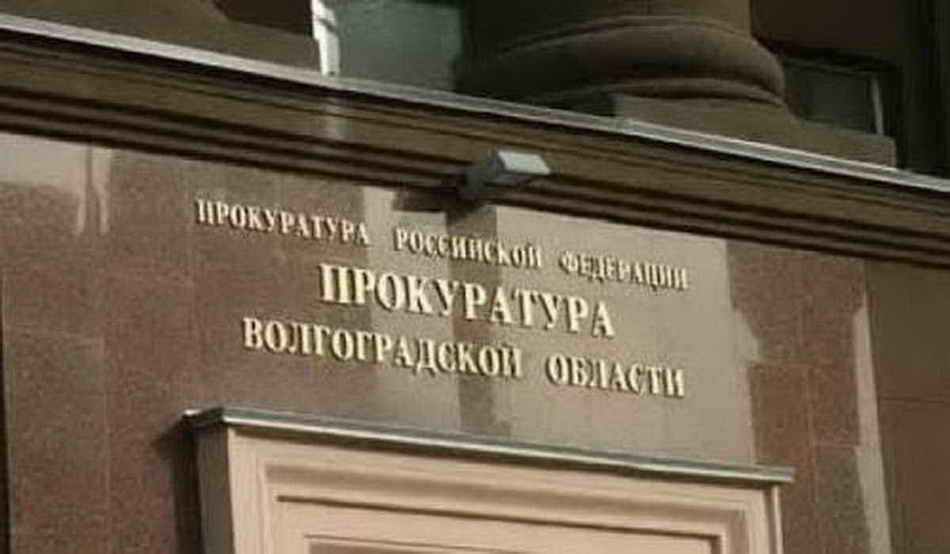 ПРОКУРАТУРА РОССИЙСКОЙ ФЕДЕРАЦИИ
ПРОКУРАТУРА
ВОЛГОГРАДСКОЙ ОБЛАСТИ